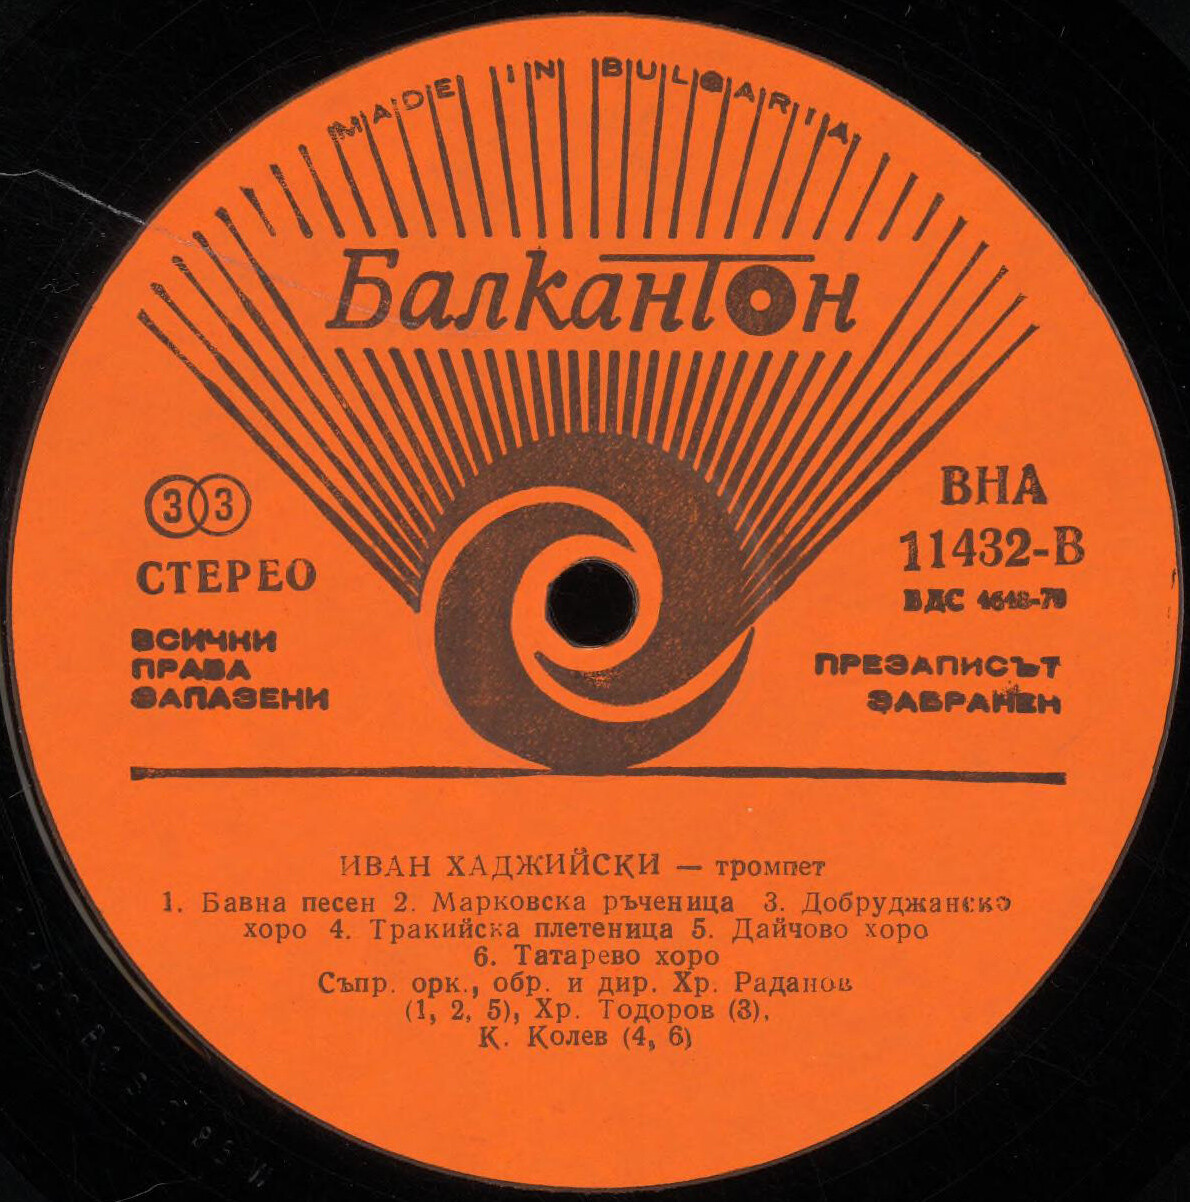 MADE IN BULGARIA
Балкантон
33
СТЕРЕО
ВСИЧКИ
ПРАВА
ЗАПАЗЕНИ
ВНА
11432-В
ВДС
ПРЕЗАПИСЪТ
ЗАБРАНЕН
ИВАН ХАДЖИЙСКИ — тромпет
1. Бавна песен 2. Марковска ръченица 3. Добруджанско
хоро 4. Тракийска плетеница 5. Дайчово хоро
6. Татарево хоро
Съпр. орк., обр. и дир. Хр. Раданов
(1, 2, 5), Хр. Тодоров (3),
К. Колев (4, 6)